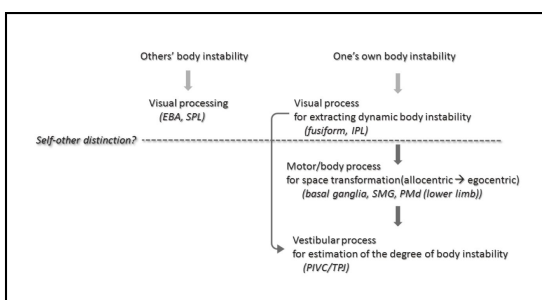 Others' body instability
One's own body instability
Visual processing
(EBA, SPL)
Visual process
for extracting dynamic body instability
(fusiform, IPL)
Self-other distinction?
Motor/body process
for space transformation(allocentric → egocentric)
(basal ganglia, SMG, PMd (lower limb))
Vestibular process
for estimation of the degree of body instability
(PIVC/TPJ)